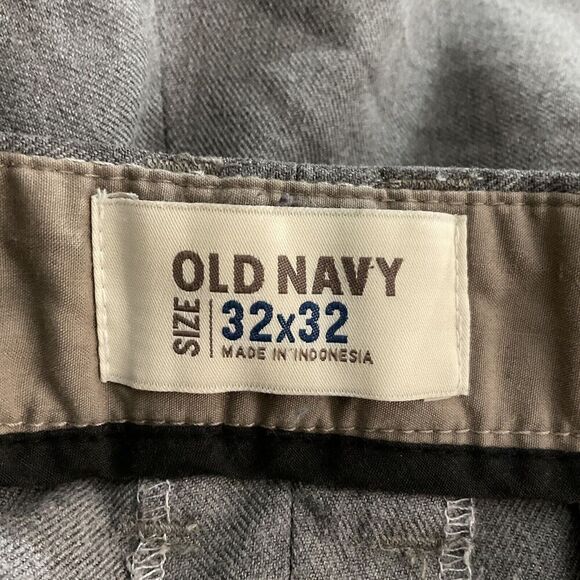 OLD NAVY
SIZE
32x32
MADE IN INDONESIA